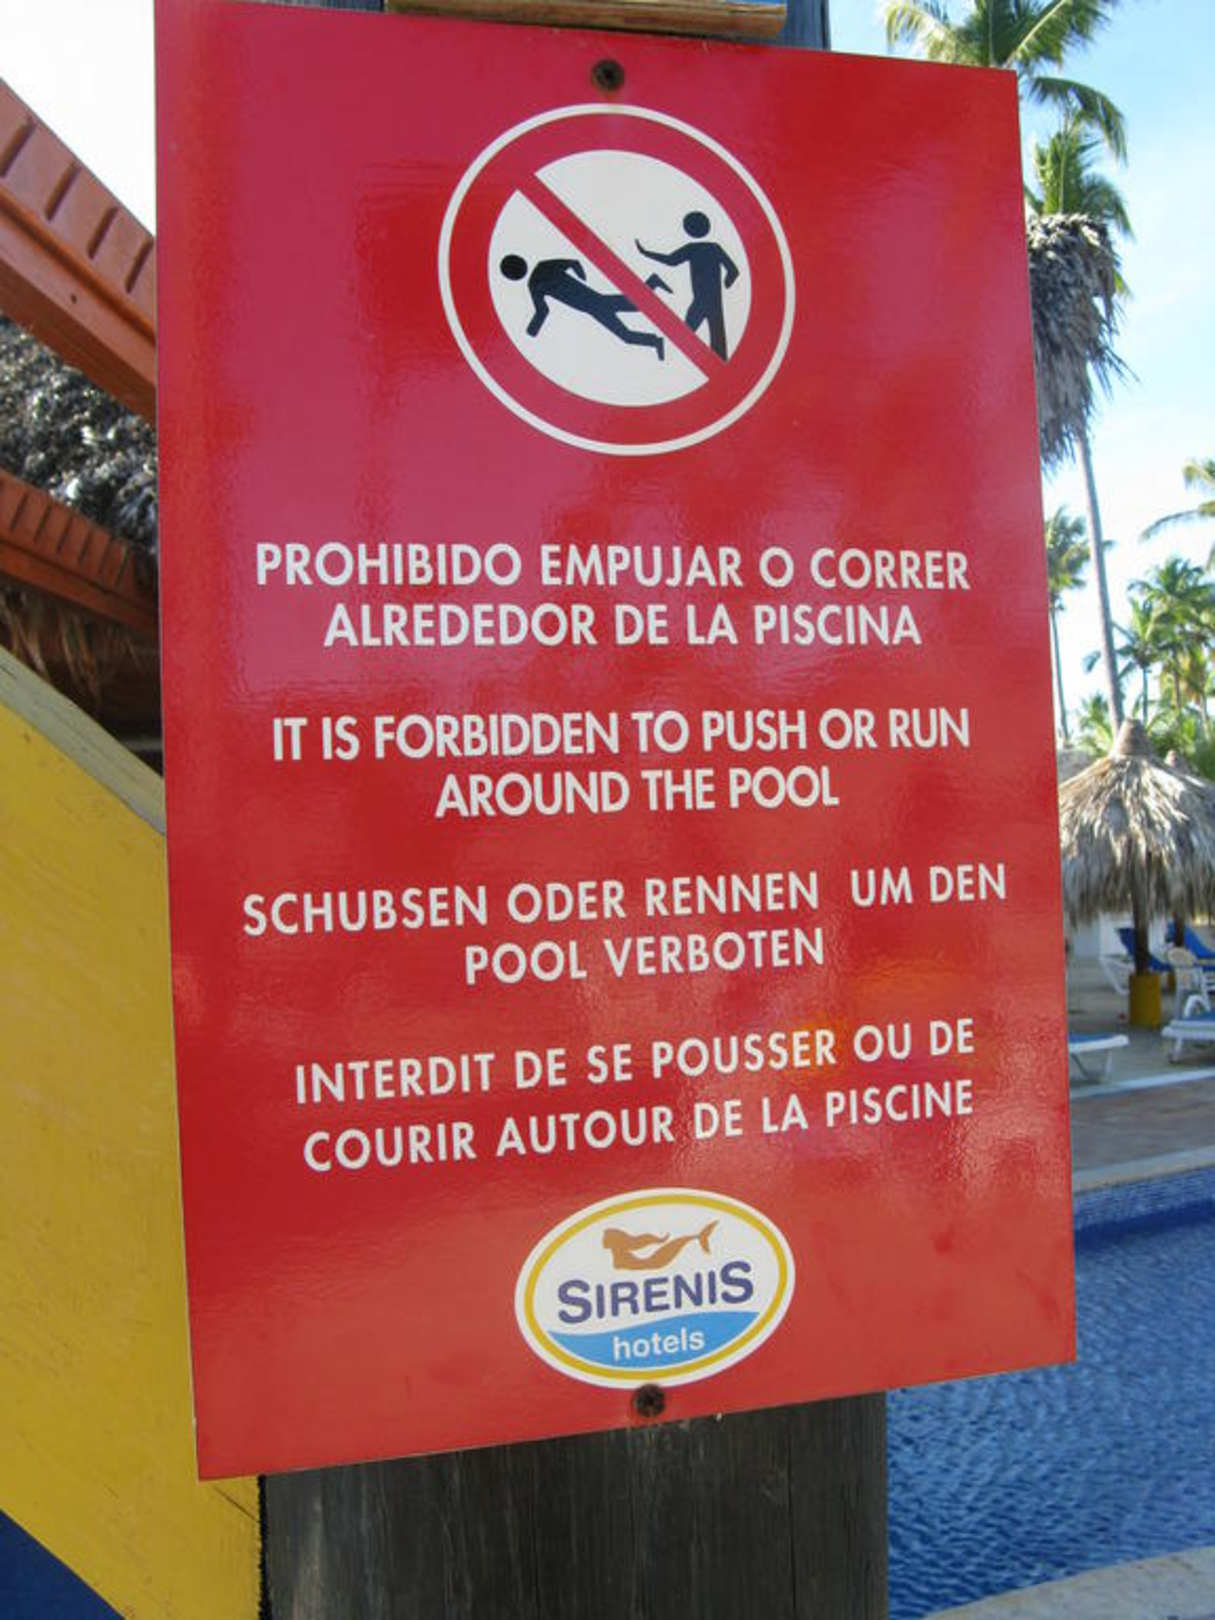 PROHIBIDO EMPUJAR O CORRER
ALREDEDOR DE LA PISCINA
IT IS FORBIDDEN TO PUSH OR RUN
AROUND THE POOL
SCHUBSEN ODER RENNEN UM DEN
POOL VERBOTEN
INTERDIT DE SE POUSSER OU DE
COURIR AUTOUR DE LA PISCINE
SIRENIS
hotels